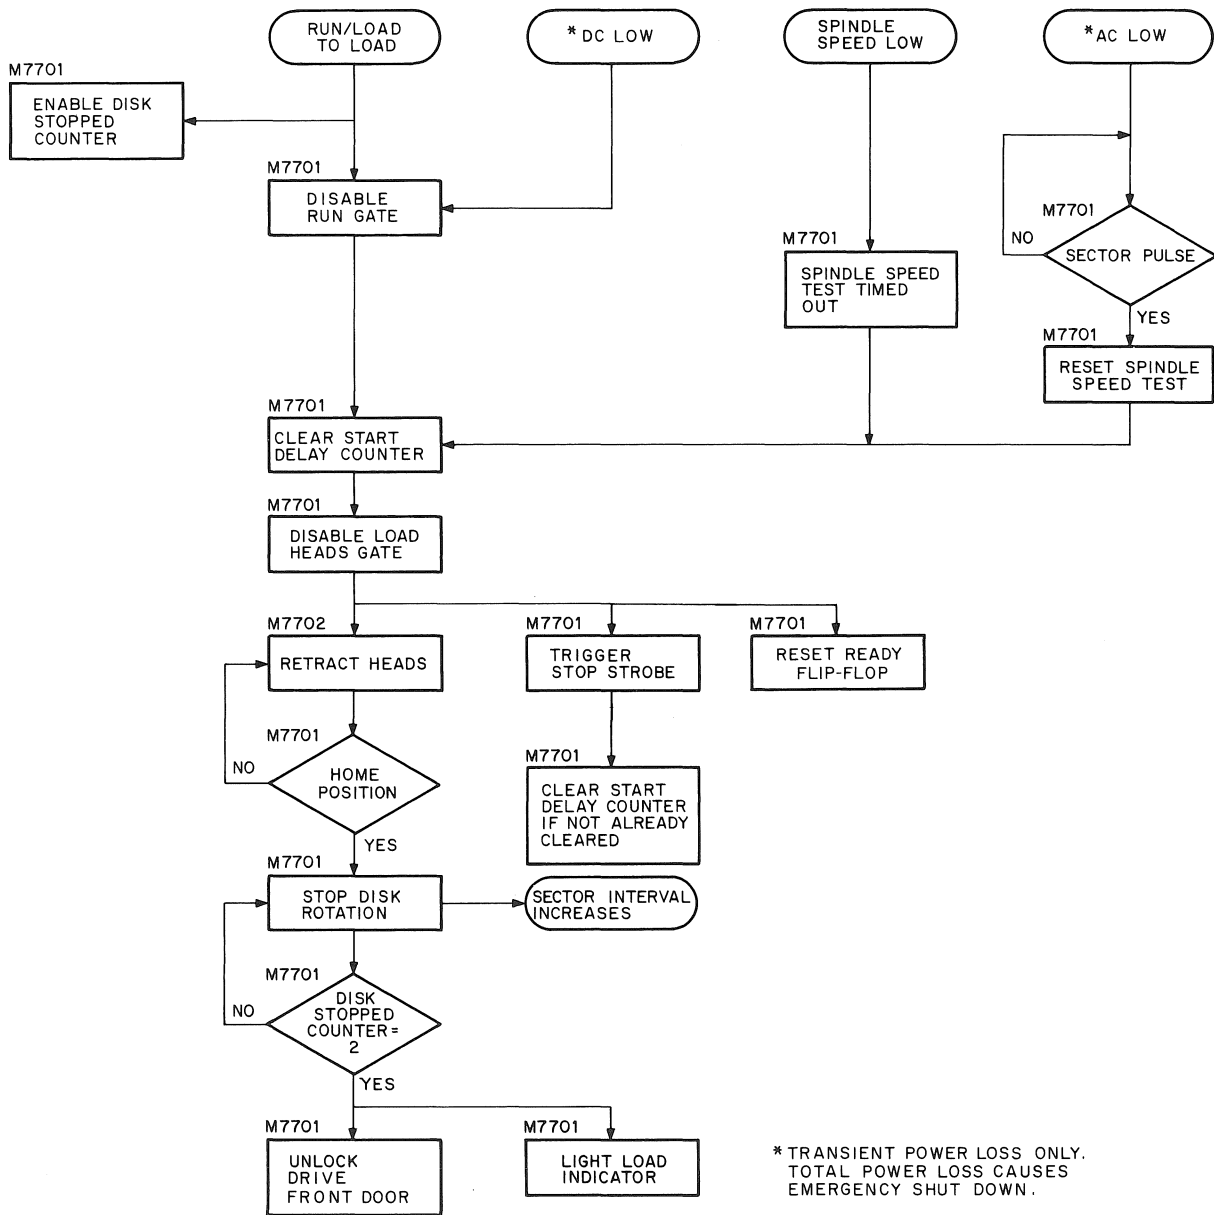 RUN/LOAD
TO LOAD
* DC LOW
SPINDLE
SPEED LOW
*AC LOW
M7701
ENABLE DISK
STOPPED
COUNTER
M7701
DISABLE
RUN GATE
M7701
SPINDLE SPEED
TEST TIMED
OUT
M7701
SECTOR PULSE
NO
YES
M7701
RESET SPINDLE
SPEED TEST
M7701
CLEAR START
DELAY COUNTER
M7701
DISABLE LOAD
HEADS GATE
M7702
RETRACT HEADS
M7701
TRIGGER
STOP STROBE
M7701
RESET READY
FLIP-FLOP
M7701
HOME
POSITION
NO
YES
M7701
CLEAR START
DELAY COUNTER
IF NOT ALREADY
CLEARED
M7701
STOP DISK
ROTATION
SECTOR INTERVAL
INCREASES
M7701
DISK
STOPPED
COUNTER=
2
NO
YES
M7701
UNLOCK
DRIVE
FRONT DOOR
M7701
LIGHT LOAD
INDICATOR
* TRANSIENT POWER LOSS ONLY.
TOTAL POWER LOSS CAUSES
EMERGENCY SHUT DOWN.